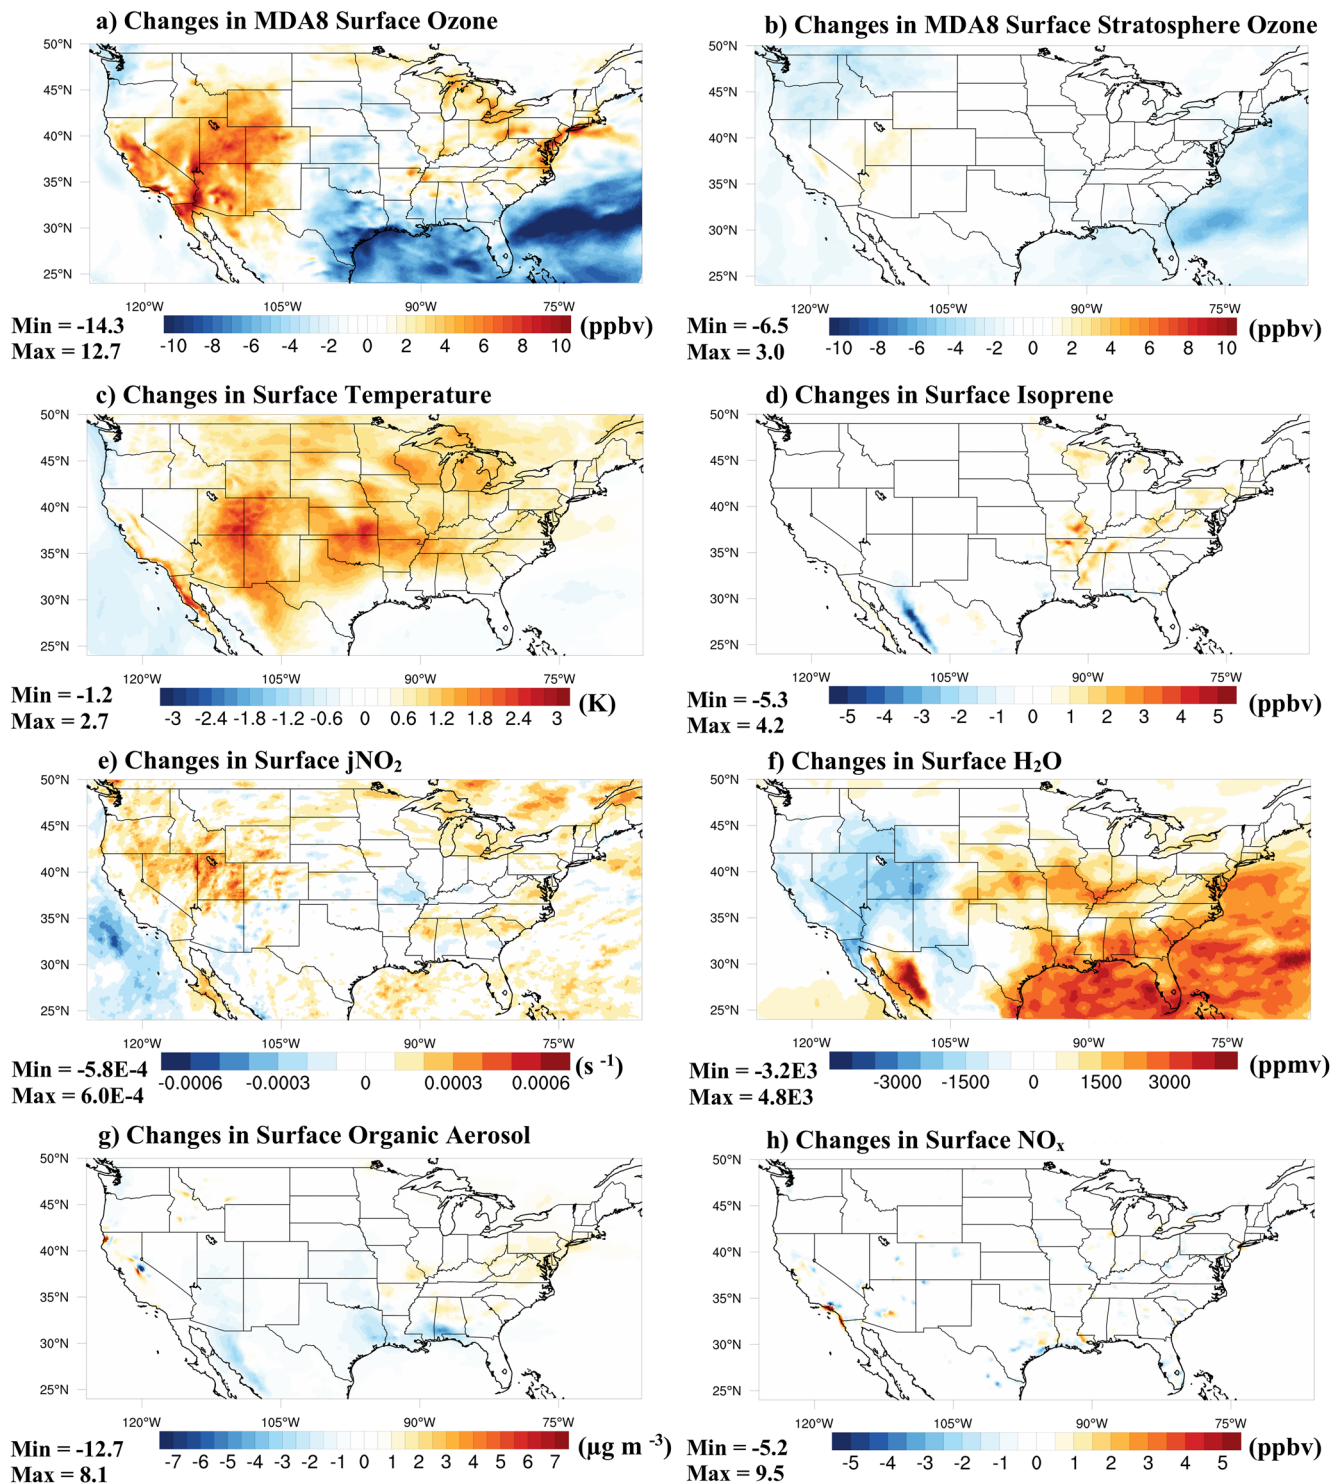 a) Changes in MDA8 Surface Ozone
50°N
45°N
40°N
35°N
30°N
25°N
120°W 105°W 90°W 75°W
Min = -14.3
Max = 12.7
-10 -8 -6 -4 -2 0 2 4 6 8 10
(ppbv)
b) Changes in MDA8 Surface Stratosphere Ozone
50°N
45°N
40°N
35°N
30°N
25°N
120°W 105°W 90°W 75°W
Min = -6.5
Max = 3.0
-10 -8 -6 -4 -2 0 2 4 6 8 10
(ppbv)
c) Changes in Surface Temperature
50°N
45°N
40°N
35°N
30°N
25°N
120°W 105°W 90°W 75°W
Min = -1.2
Max = 2.7
-3 -2.4 -1.8 -1.2 -0.6 0 0.6 1.2 1.8 2.4 3
(K)
d) Changes in Surface Isoprene
50°N
45°N
40°N
35°N
30°N
25°N
120°W 105°W 90°W 75°W
Min = -5.3
Max = 4.2
-5 -4 -3 -2 -1 0 1 2 3 4 5
(ppbv)
e) Changes in Surface jNO₂
50°N
45°N
40°N
35°N
30°N
25°N
120°W 105°W 90°W 75°W
Min = -5.8E-4
Max = 6.0E-4
-0.0006 -0.0003 0 0.0003 0.0006
(s ⁻¹)
f) Changes in Surface H₂O
50°N
45°N
40°N
35°N
30°N
25°N
120°W 105°W 90°W 75°W
Min = -3.2E3
Max = 4.8E3
-3000 -1500 0 1500 3000
(ppmv)
g) Changes in Surface Organic Aerosol
50°N
45°N
40°N
35°N
30°N
25°N
120°W 105°W 90°W 75°W
Min = -12.7
Max = 8.1
-7 -6 -5 -4 -3 -2 -1 0 1 2 3 4 5 6 7
(µg m ⁻³)
h) Changes in Surface NOₓ
50°N
45°N
40°N
35°N
30°N
25°N
120°W 105°W 90°W 75°W
Min = -5.2
Max = 9.5
-5 -4 -3 -2 -1 0 1 2 3 4 5
(ppbv)